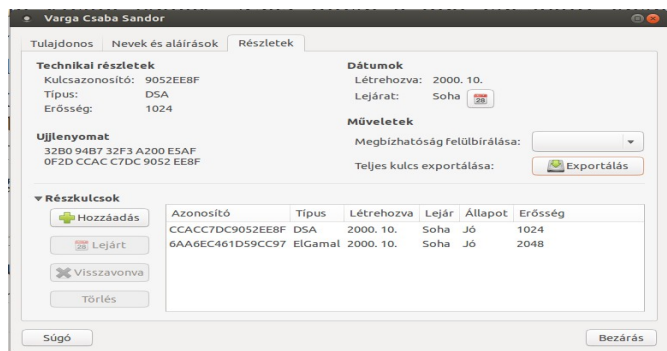 Varga Csaba Sandor
Tulajdonos Nevek és aláírások Részletek
Technikai részletek
Kulcsazonosító: 9052EE8F
Típus: DSA
Erősség: 1024
Ujjlenyomat
32B0 94B7 32F3 A200 E5AF
0F2D CCAC C7DC 9052 EE8F
Dátumok
Létrehozva: 2000. 10.
Lejárat: Soha 28
Műveletek
Megbízhatóság felülbírálása:
Teljes kulcs exportálása: Exportálás
Részkulcsok
Hozzáadás
28 Lejárt
Visszavonva
Törlés
Azonosító Típus Létrehozva Lejár Állapot Erősség
CCACC7DC9052EE8F DSA 2000. 10. Soha Jó 1024
6AA6EC461D59CC97 ElGamal 2000. 10. Soha Jó 2048
Súgó Bezárás